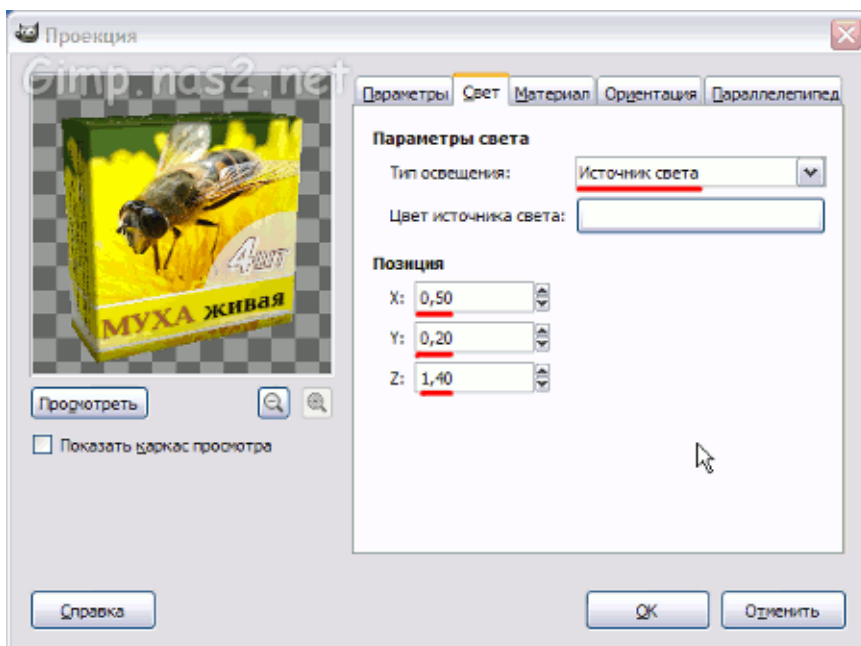 Проекция
Gimp.nas2.net
Параметры Свет Материал Ориентация Параллелепипед
Параметры света
Тип освещения: Источник света
Цвет источника света:
Позиция
X: 0,50
Y: 0,20
Z: 1,40
4шт
МУХА живая
Просмотреть
Показать каркас просмотра
Справка
OK
Отменить